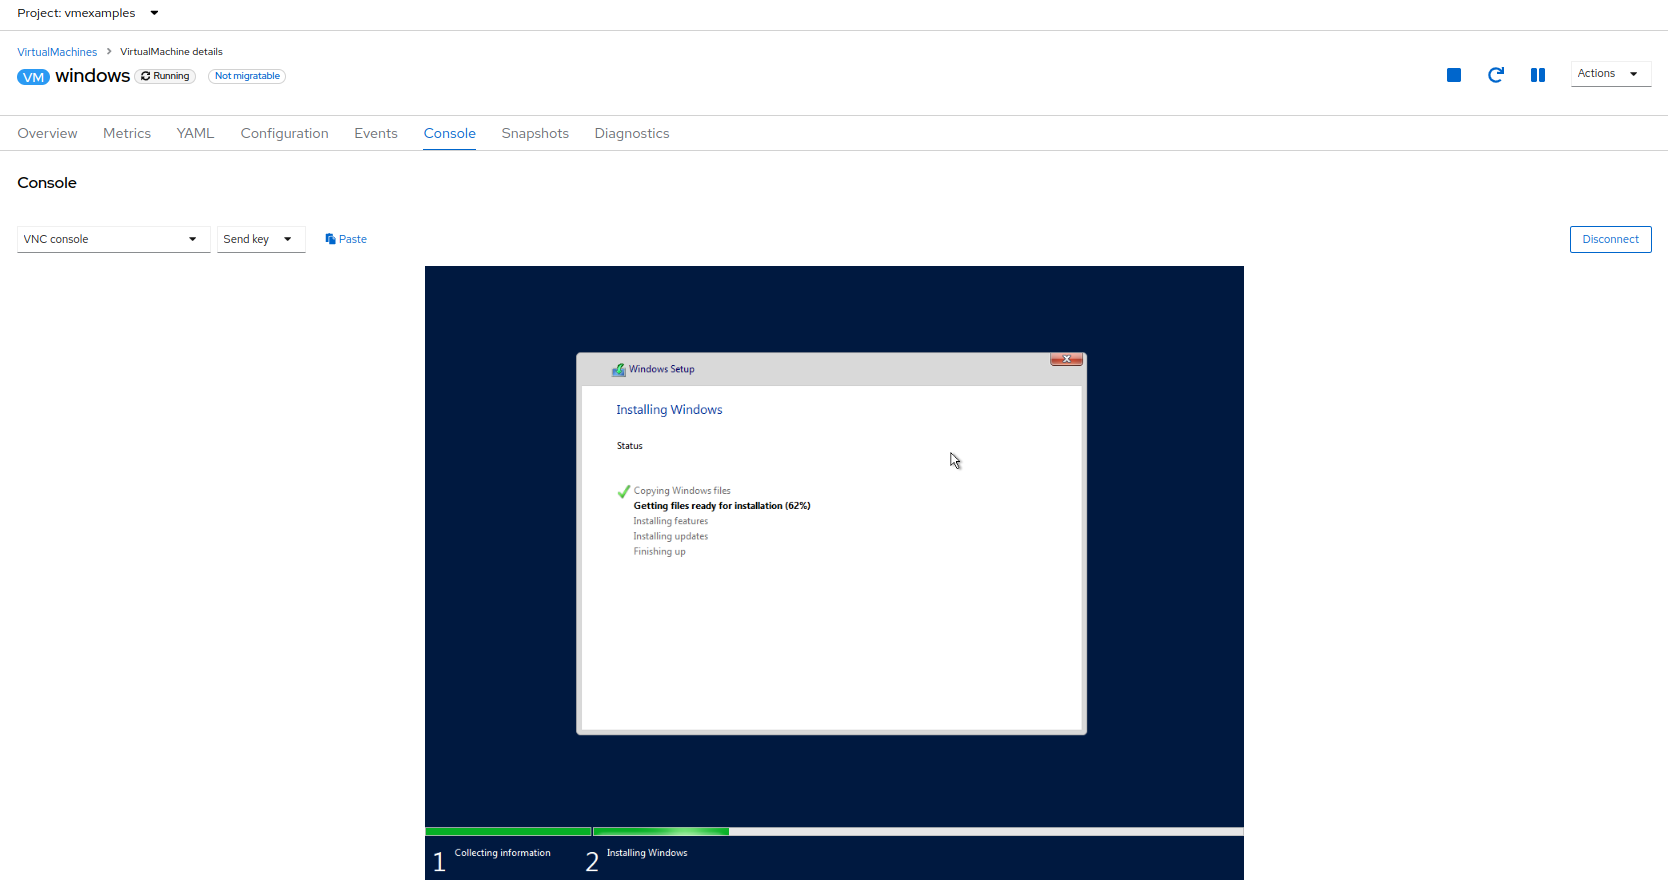 Project: vmexamples
VirtualMachines > VirtualMachine details
VM windows Running Not migratable
Actions
Overview Metrics YAML Configuration Events Console Snapshots Diagnostics
Console
VNC console Send key Paste Disconnect
Windows Setup
Installing Windows
Status
Copying Windows files
Getting files ready for installation (62%)
Installing features
Installing updates
Finishing up
1 Collecting information 2 Installing Windows